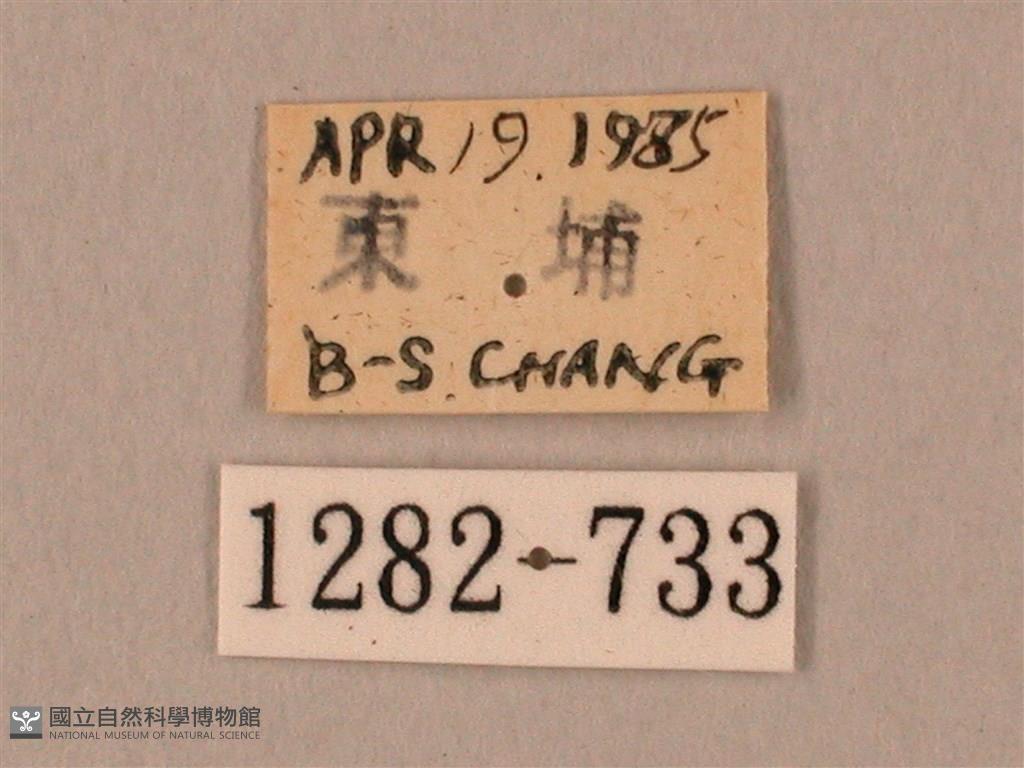 APR 19. 1985
東 埔
B-S. CHANG
1282-733
國立自然科學博物館
NATIONAL MUSEUM OF NATURAL SCIENCE